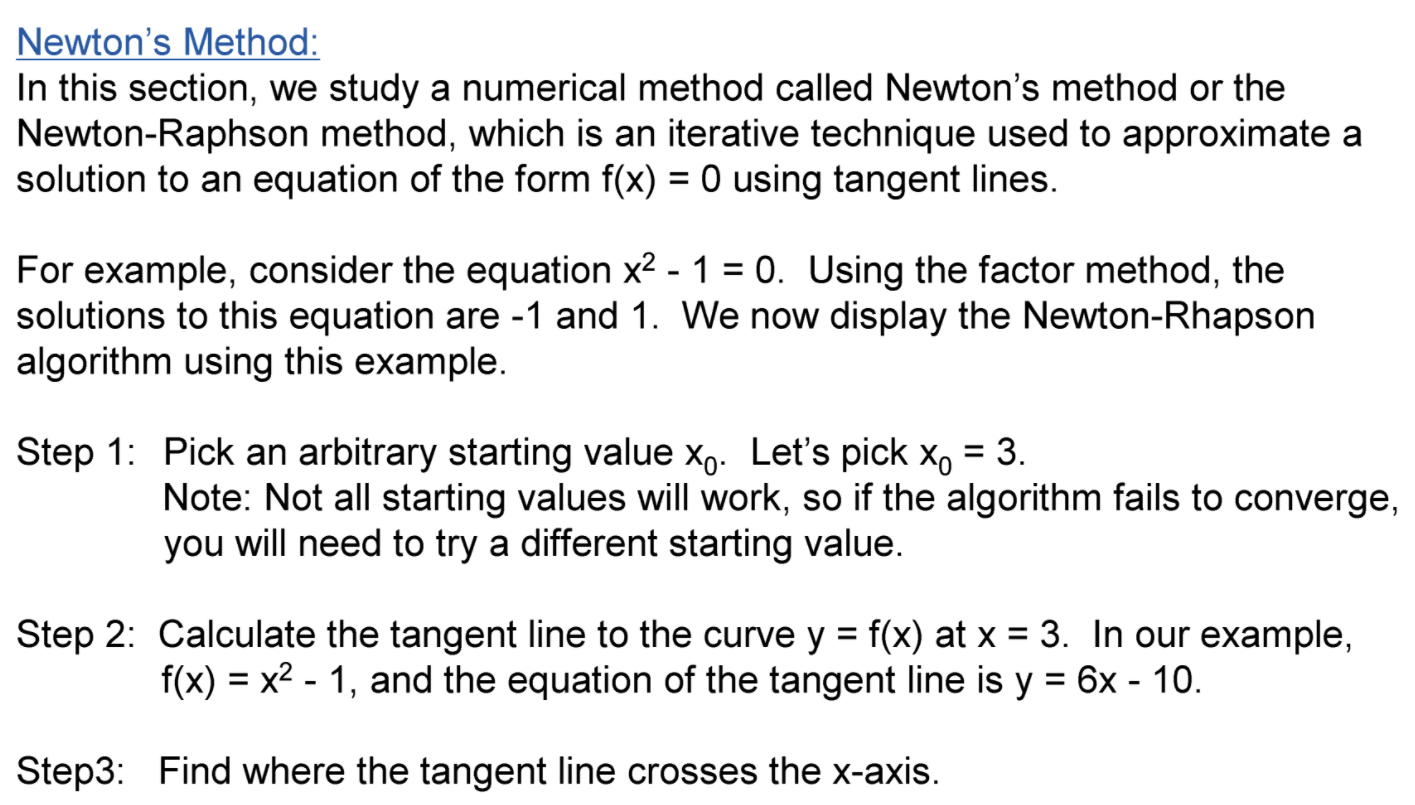 Newton’s Method:
In this section, we study a numerical method called Newton’s method or the
Newton-Raphson method, which is an iterative technique used to approximate a
solution to an equation of the form f(x) = 0 using tangent lines.
For example, consider the equation x² - 1 = 0.  Using the factor method, the
solutions to this equation are -1 and 1.  We now display the Newton-Rhapson
algorithm using this example.
Step 1:  Pick an arbitrary starting value x₀.  Let’s pick x₀ = 3.
Note: Not all starting values will work, so if the algorithm fails to converge,
you will need to try a different starting value.
Step 2:  Calculate the tangent line to the curve y = f(x) at x = 3.  In our example,
f(x) = x² - 1, and the equation of the tangent line is y = 6x - 10.
Step3:   Find where the tangent line crosses the x-axis.